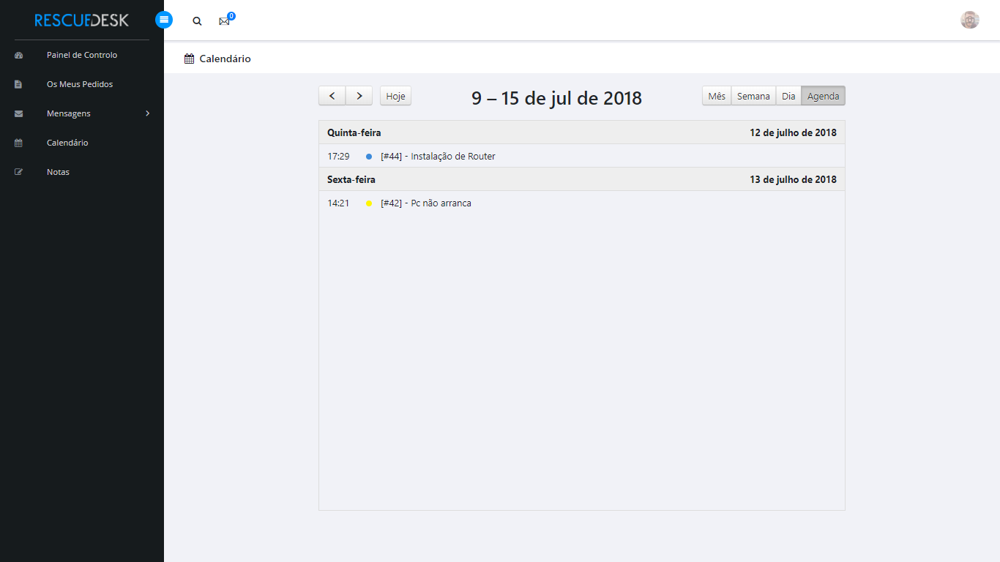 RESCUEDESK
0
Painel de Controlo
Os Meus Pedidos
Mensagens
Calendário
Notas
Calendário
Hoje
9 – 15 de jul de 2018
Mês Semana Dia Agenda
Quinta-feira 12 de julho de 2018
17:29 [#44] - Instalação de Router
Sexta-feira 13 de julho de 2018
14:21 [#42] - Pc não arranca